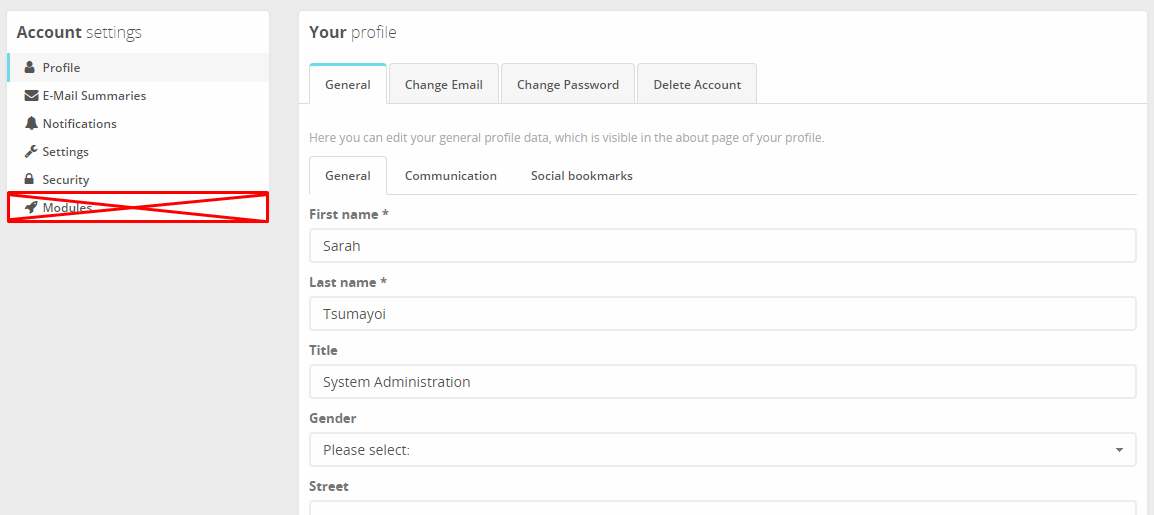 Account settings
Profile
E-Mail Summaries
Notifications
Settings
Security
Modules
Your profile
General Change Email Change Password Delete Account
Here you can edit your general profile data, which is visible in the about page of your profile.
General Communication Social bookmarks
First name *
Sarah
Last name *
Tsumayoi
Title
System Administration
Gender
Please select:
Street